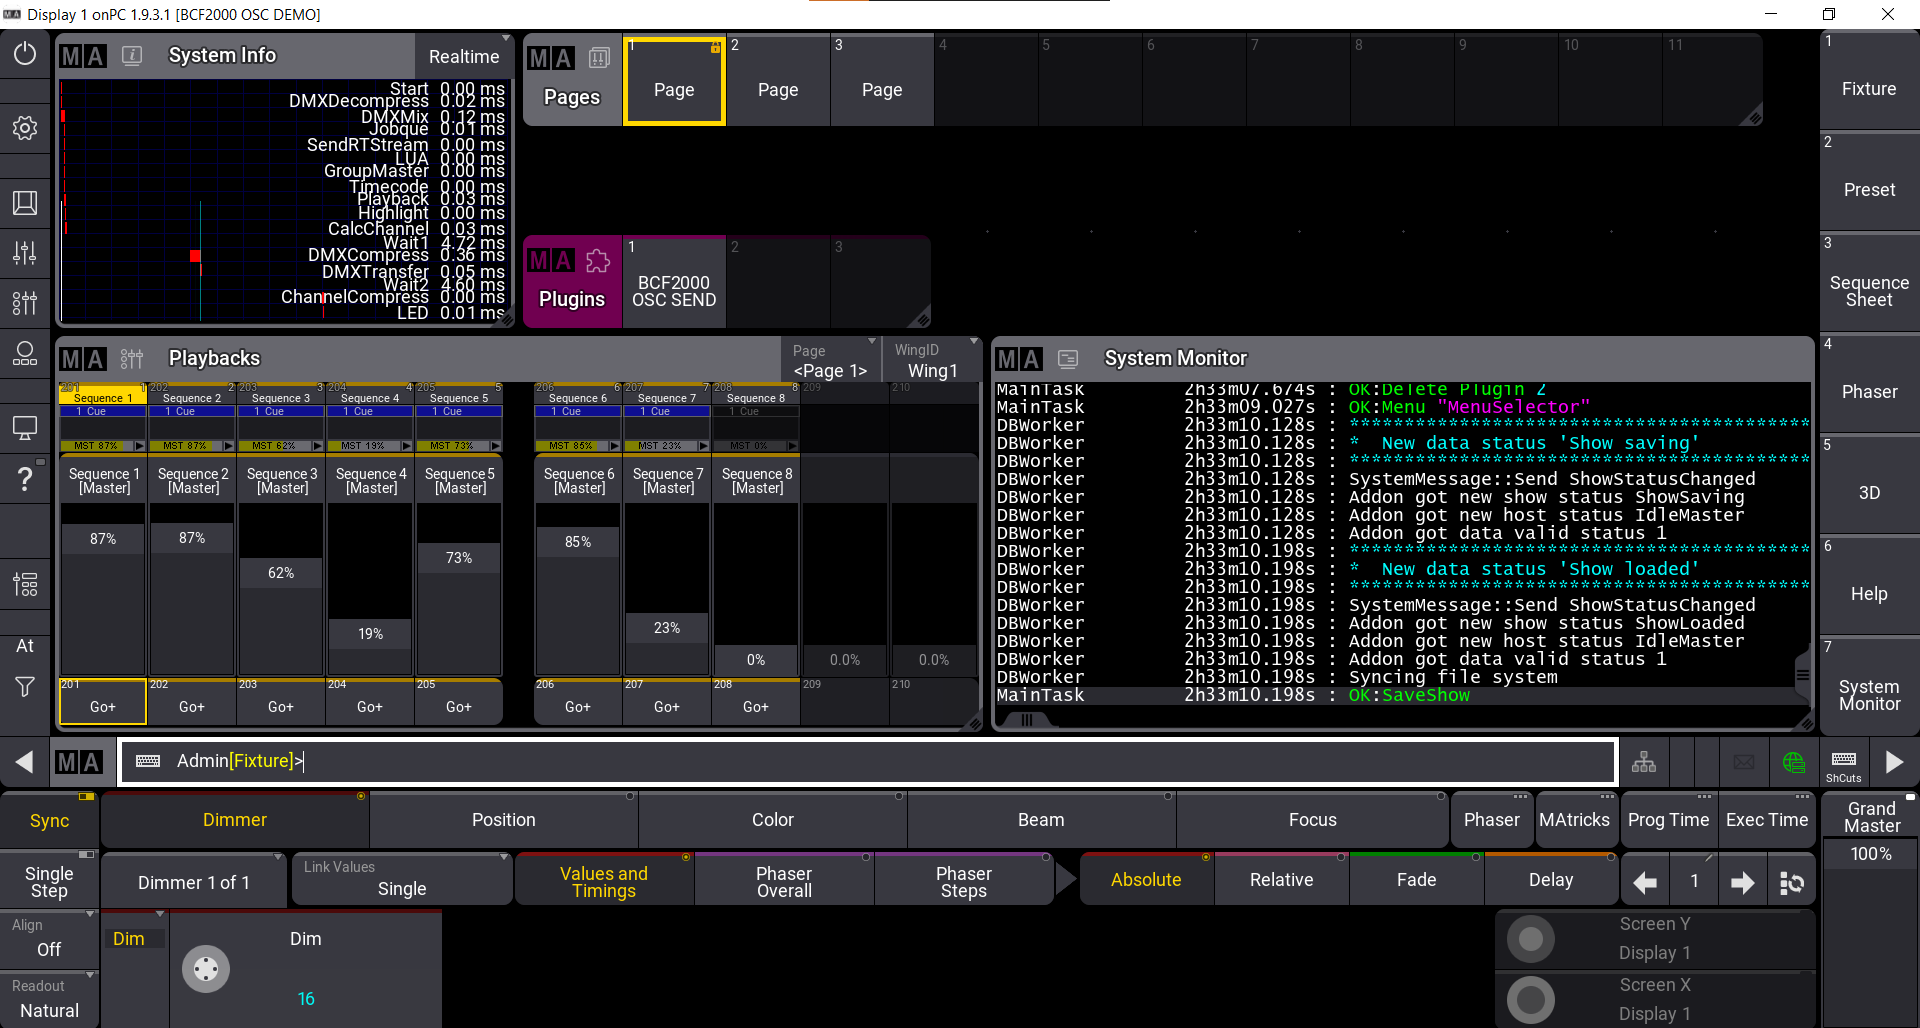 Display 1 onPC 1.9.3.1 [BCF2000 OSC DEMO]
MA System Info Realtime
Start 0.00 ms
DMXDecompress 0.02 ms
DMXMix 0.12 ms
Jobque 0.01 ms
SendRTStream 0.00 ms
LUA 0.00 ms
GroupMaster 0.00 ms
Timecode 0.00 ms
Playback 0.03 ms
Highlight 0.00 ms
CalcChannel 0.03 ms
Wait1 4.72 ms
DMXCompress 0.36 ms
DMXTransfer 0.05 ms
Wait2 4.60 ms
ChannelCompress 0.00 ms
LED 0.01 ms
MA Pages
1 2 3 4 5 6 7 8 9 10 11
Page Page Page
MA Plugins
1 2 3
BCF2000
OSC SEND
1
Fixture
2
Preset
3
Sequence
Sheet
4
Phaser
5
3D
6
Help
7
System
Monitor
MA Playbacks
Page
<Page 1>
WingID
Wing1
201 1 202 2 203 3 204 4 205 5 206 6 207 7 208 8 209 210
Sequence 1 Sequence 2 Sequence 3 Sequence 4 Sequence 5 Sequence 6 Sequence 7 Sequence 8
1 Cue 1 Cue 1 Cue 1 Cue 1 Cue 1 Cue 1 Cue 1 Cue
MST 87% MST 87% MST 62% MST 19% MST 73% MST 85% MST 23% MST 0%
Sequence 1 Sequence 2 Sequence 3 Sequence 4 Sequence 5 Sequence 6 Sequence 7 Sequence 8
[Master] [Master] [Master] [Master] [Master] [Master] [Master] [Master]
87% 87% 62% 19% 73% 85% 23% 0% 0.0% 0.0%
201 202 203 204 205 206 207 208 209 210
Go+ Go+ Go+ Go+ Go+ Go+ Go+ Go+
MA System Monitor
MainTask 2h33m07.674s : OK:Delete Plugin 2
MainTask 2h33m09.027s : OK:Menu "MenuSelector"
DBWorker 2h33m10.128s : ******************************************
DBWorker 2h33m10.128s : * New data status 'Show saving'
DBWorker 2h33m10.128s : ******************************************
DBWorker 2h33m10.128s : SystemMessage::Send ShowStatusChanged
DBWorker 2h33m10.128s : Addon got new show status ShowSaving
DBWorker 2h33m10.128s : Addon got new host status IdleMaster
DBWorker 2h33m10.128s : Addon got data valid status 1
DBWorker 2h33m10.198s : ******************************************
DBWorker 2h33m10.198s : * New data status 'Show loaded'
DBWorker 2h33m10.198s : ******************************************
DBWorker 2h33m10.198s : SystemMessage::Send ShowStatusChanged
DBWorker 2h33m10.198s : Addon got new show status ShowLoaded
DBWorker 2h33m10.198s : Addon got new host status IdleMaster
DBWorker 2h33m10.198s : Addon got data valid status 1
DBWorker 2h33m10.198s : Syncing file system
MainTask 2h33m10.198s : OK:SaveShow
?
At
MA Admin[Fixture]>
ShCuts
Sync Dimmer Position Color Beam Focus Phaser MAtricks Prog Time Exec Time
Grand
Master
100%
Single
Step
Dimmer 1 of 1
Link Values
Single
Values and
Timings
Phaser
Overall
Phaser
Steps
Absolute Relative Fade Delay 1
Align
Off
Dim
Dim
16
Readout
Natural
Screen Y
Display 1
Screen X
Display 1